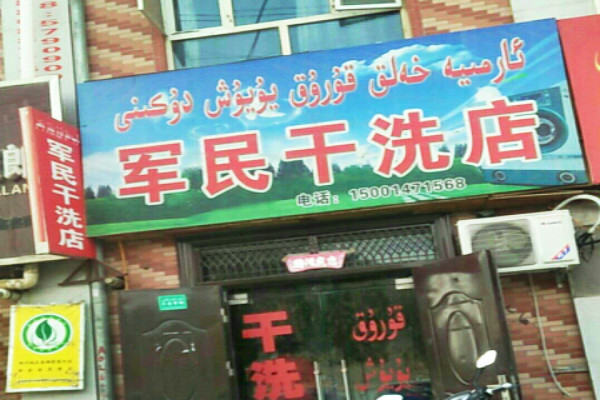 ئارمىيە خەلق قۇرۇق يۇيۇش دۇكىنى
军民干洗店
电话：15001471568
军民干洗店
干洗
قۇرۇق
يۇيۇش